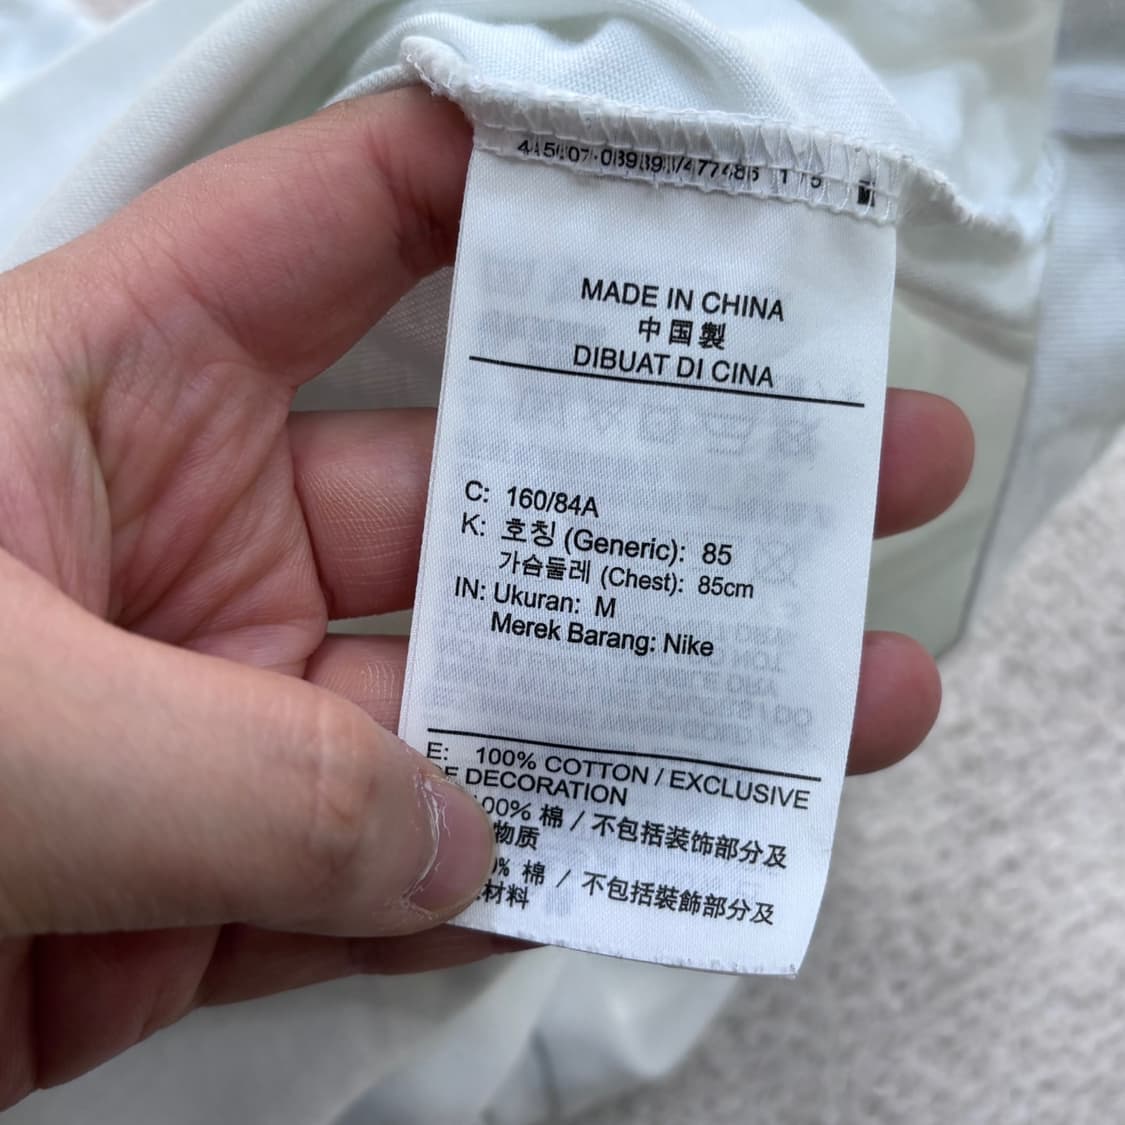 MADE IN CHINA
中国製
DIBUAT DI CINA
C: 160/84A
K: 호칭 (Generic): 85
가슴둘레 (Chest): 85cm
IN: Ukuran: M
Merek Barang: Nike
E: 100% COTTON / EXCLUSIVE
DECORATION
00% 棉 / 不包括装饰部分及
物质
% 棉 / 不包括裝飾部分及
材料